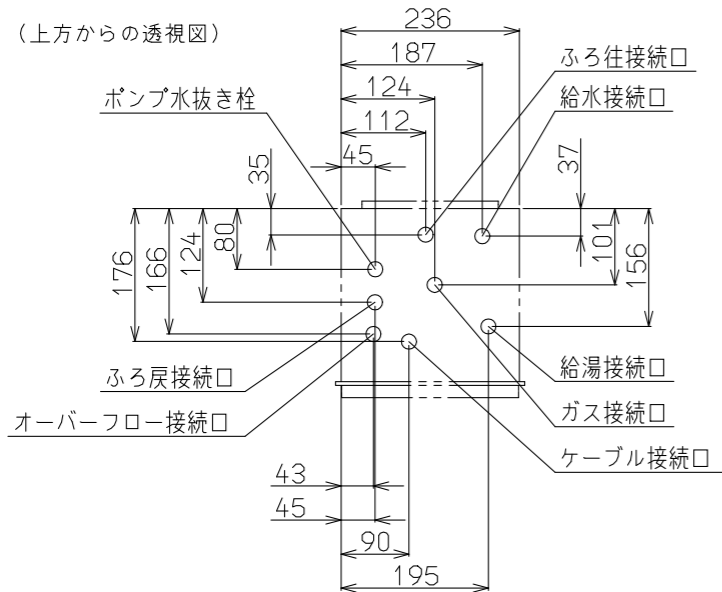 (上方からの透視図)
236
187
ふろ往接続口
ポンプ水抜き栓
124
給水接続口
112
45
35
37
176
166
124
80
101
156
ふろ戻接続口
給湯接続口
オーバーフロー接続口
ガス接続口
ケーブル接続口
43
45
90
195